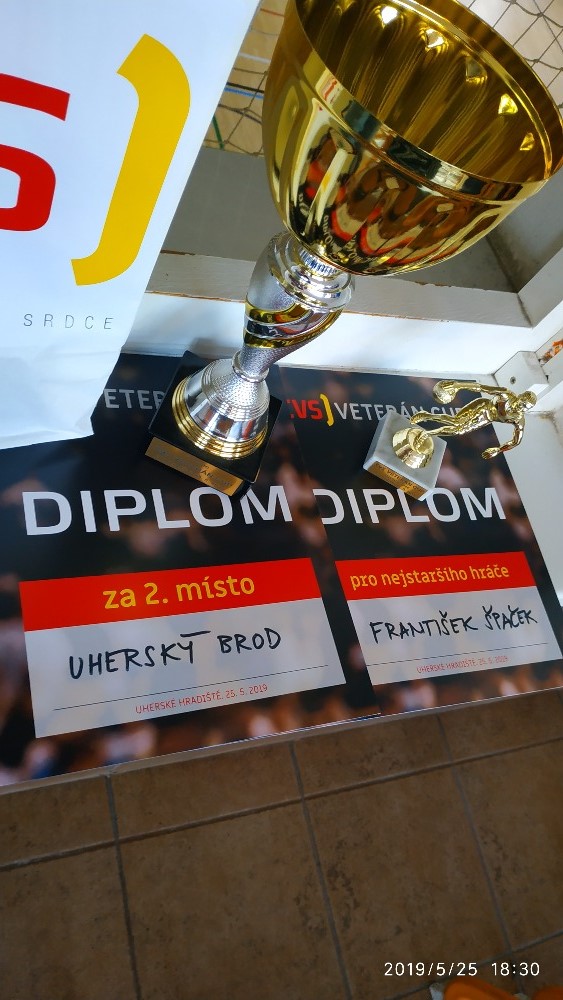 S)
SRDCE
ETER
VS) VETERÁN CUP
DIPLOM
za 2. místo
UHERSKÝ BROD
UHERSKÉ HRADIŠTĚ, 25. 5. 2019
DIPLOM
pro nejstaršího hráče
FRANTIŠEK ŠPAČEK
UHERSKÉ HRADIŠTĚ, 25. 5. 2019
2019/5/25 18:30